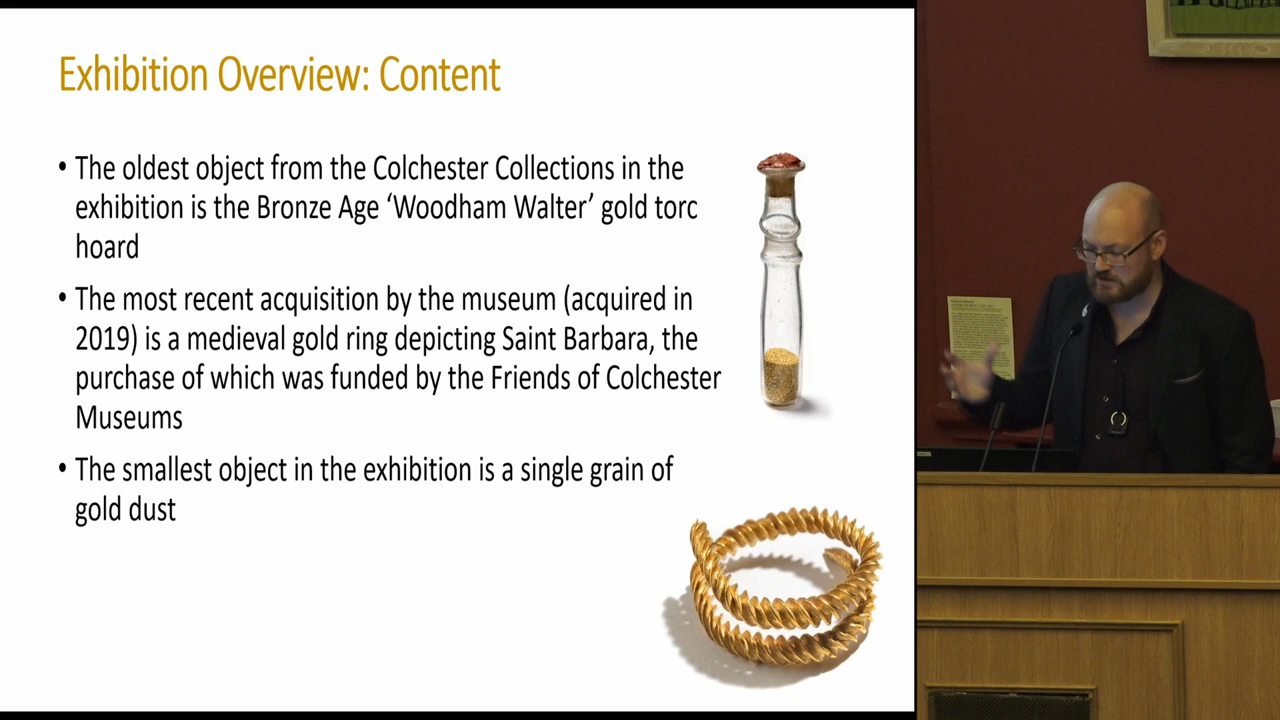 Exhibition Overview: Content
• The oldest object from the Colchester Collections in the
exhibition is the Bronze Age ‘Woodham Walter’ gold torc
hoard
• The most recent acquisition by the museum (acquired in
2019) is a medieval gold ring depicting Saint Barbara, the
purchase of which was funded by the Friends of Colchester
Museums
• The smallest object in the exhibition is a single grain of
gold dust